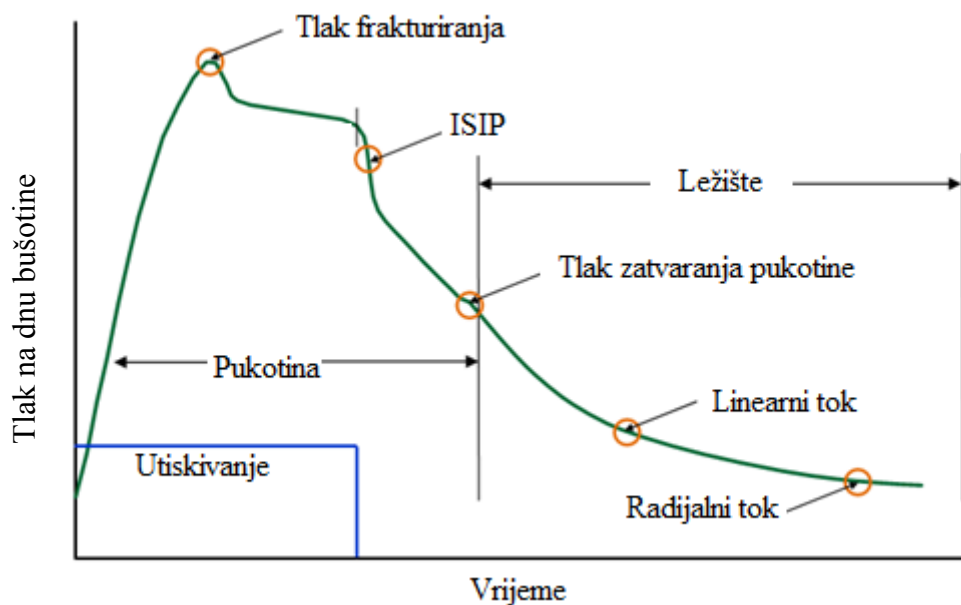 Tlak frakturiranja
ISIP
Ležište
Tlak zatvaranja pukotine
Pukotina
Linearni tok
Utiskivanje
Radijalni tok
Tlak na dnu bušotine
Vrijeme